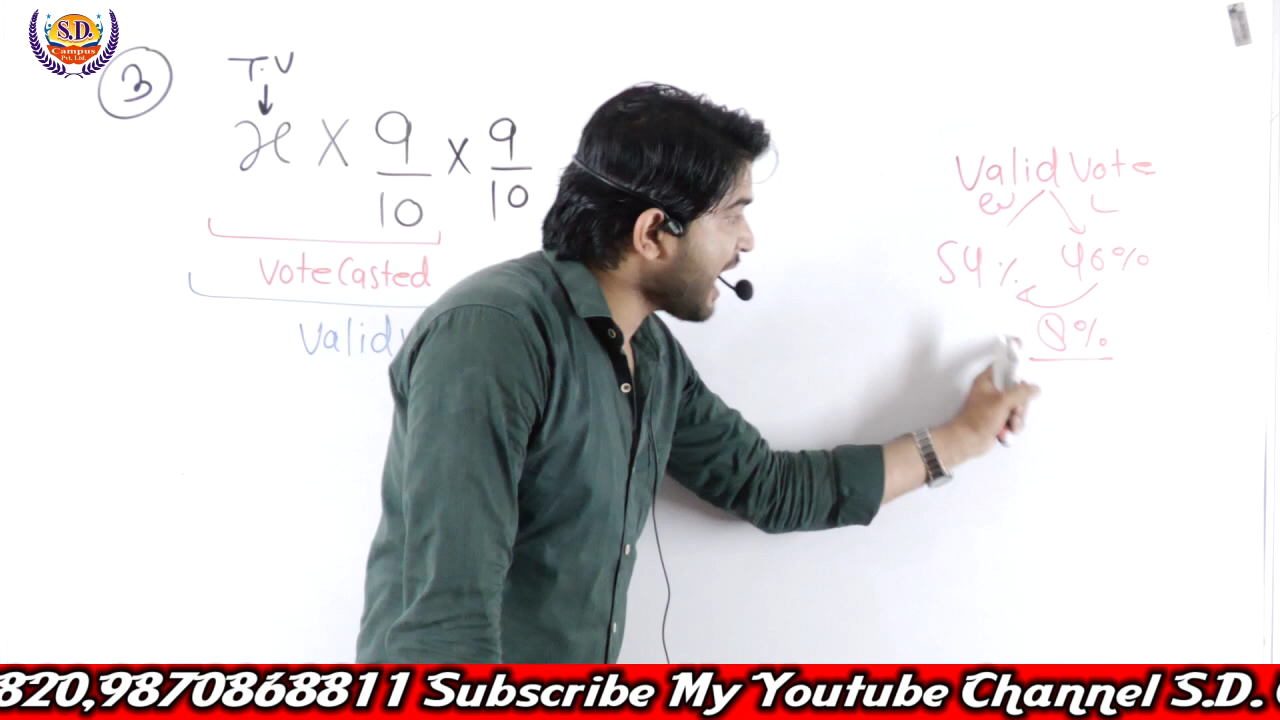 S.D.
Campus
Pvt. Ltd.
3
T.V
x × 9/10 × 9/10
Vote Casted
Valid
Valid Vote
W L
54% 46%
8%
820,9870868811 Subscribe My Youtube Channel S.D.